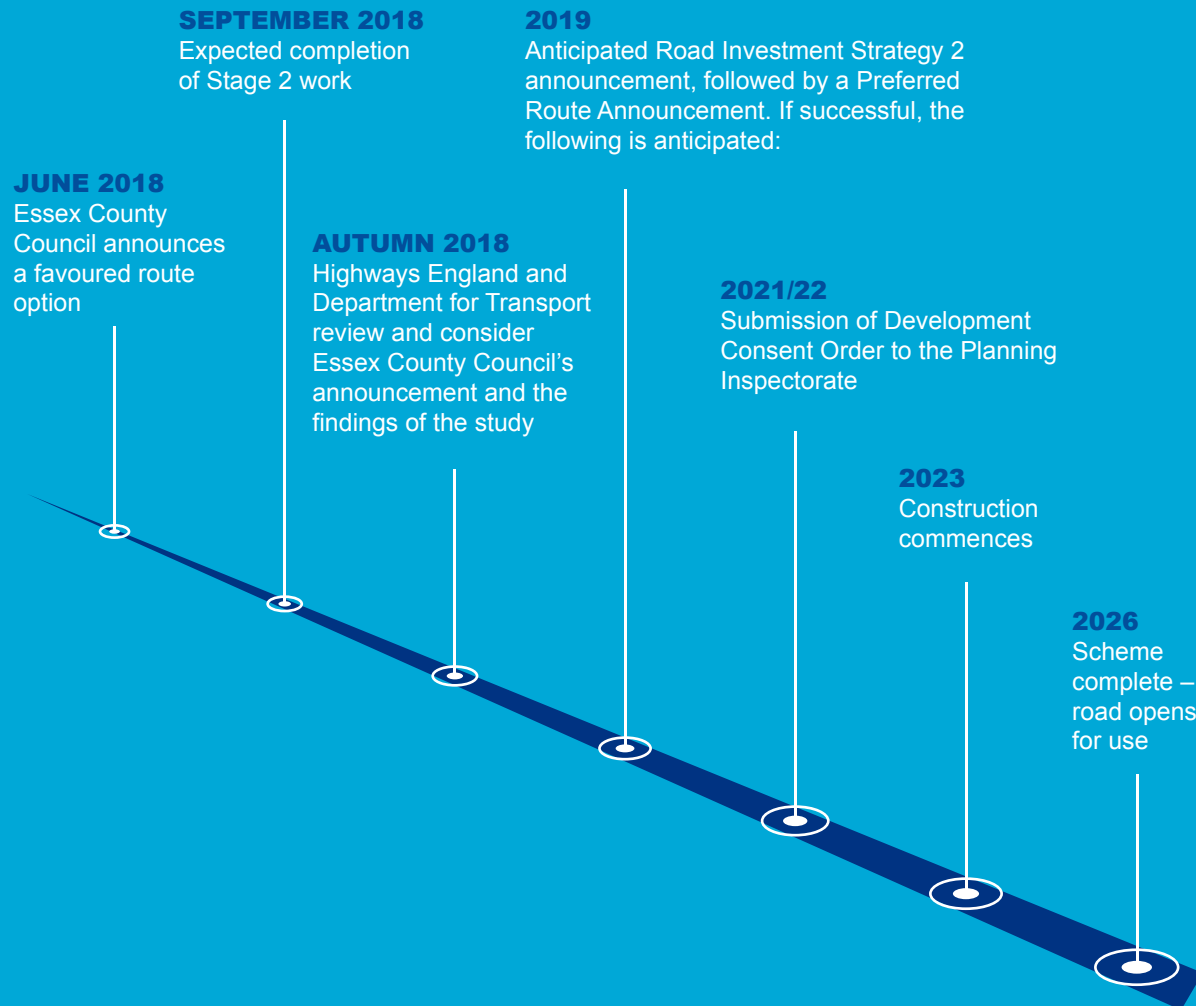 JUNE 2018
Essex County
Council announces
a favoured route
option
SEPTEMBER 2018
Expected completion
of Stage 2 work
AUTUMN 2018
Highways England and
Department for Transport
review and consider
Essex County Council’s
announcement and the
findings of the study
2019
Anticipated Road Investment Strategy 2
announcement, followed by a Preferred
Route Announcement. If successful, the
following is anticipated:
2021/22
Submission of Development
Consent Order to the Planning
Inspectorate
2023
Construction
commences
2026
Scheme
complete –
road opens
for use